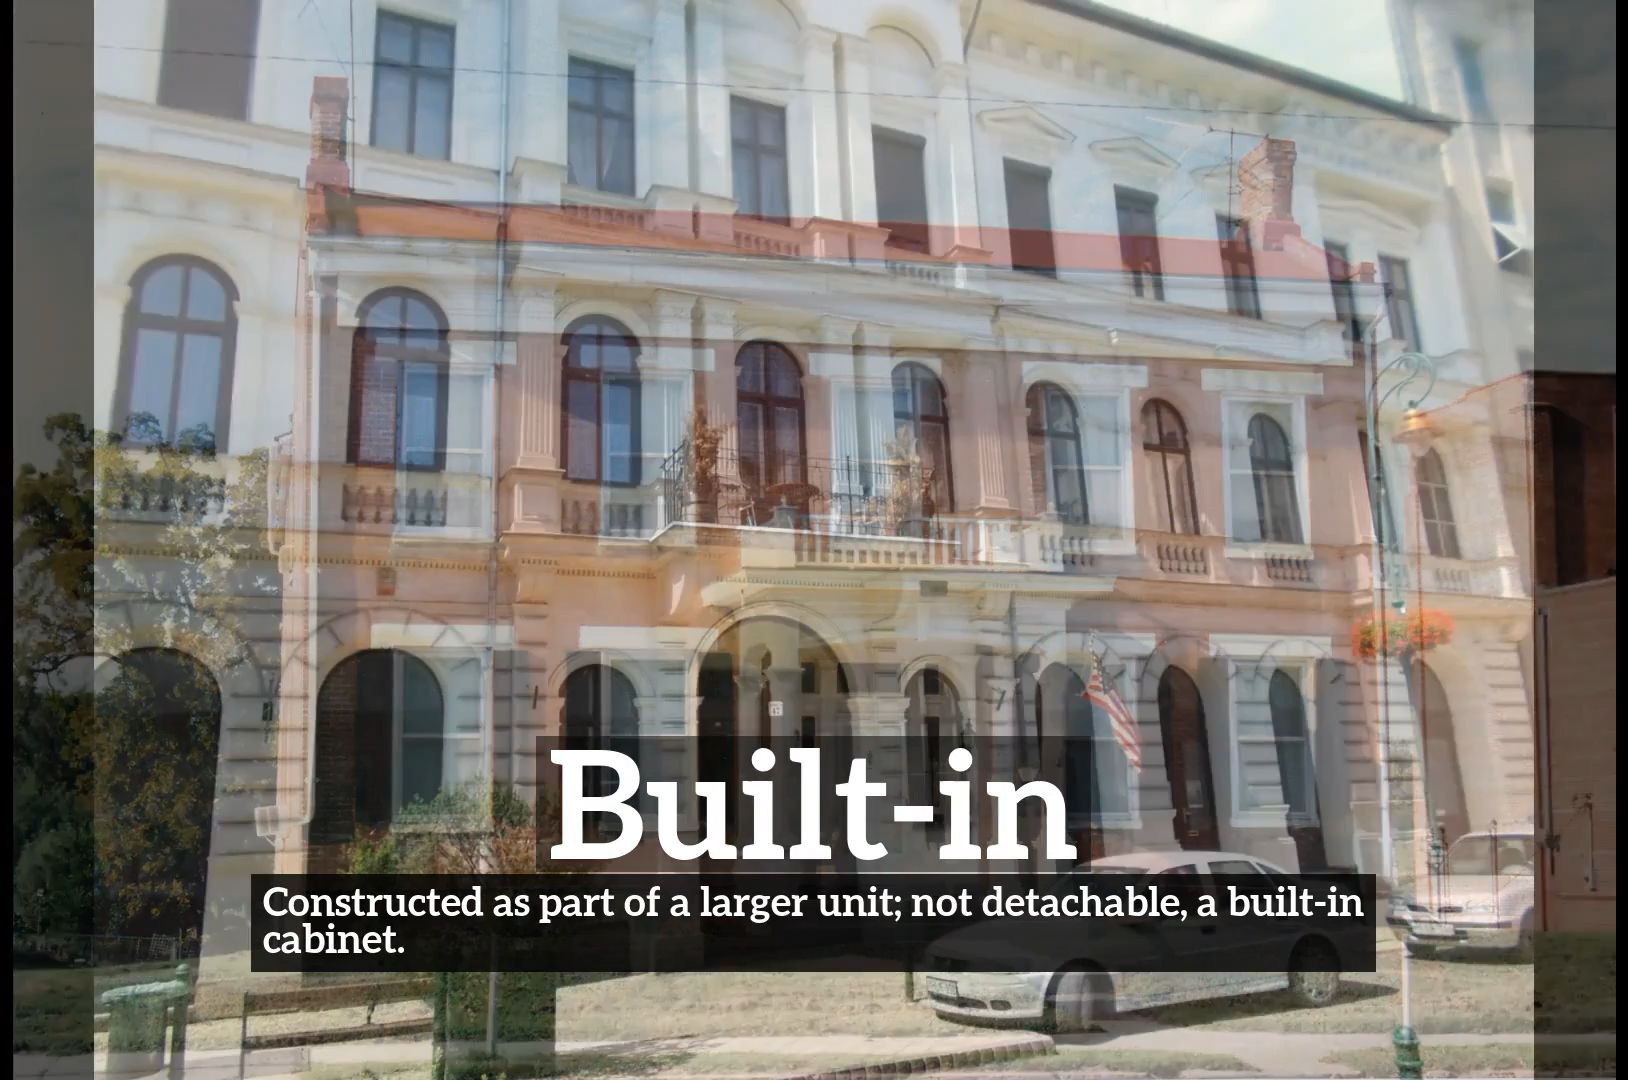 Built-in
Constructed as part of a larger unit; not detachable, a built-in
cabinet.